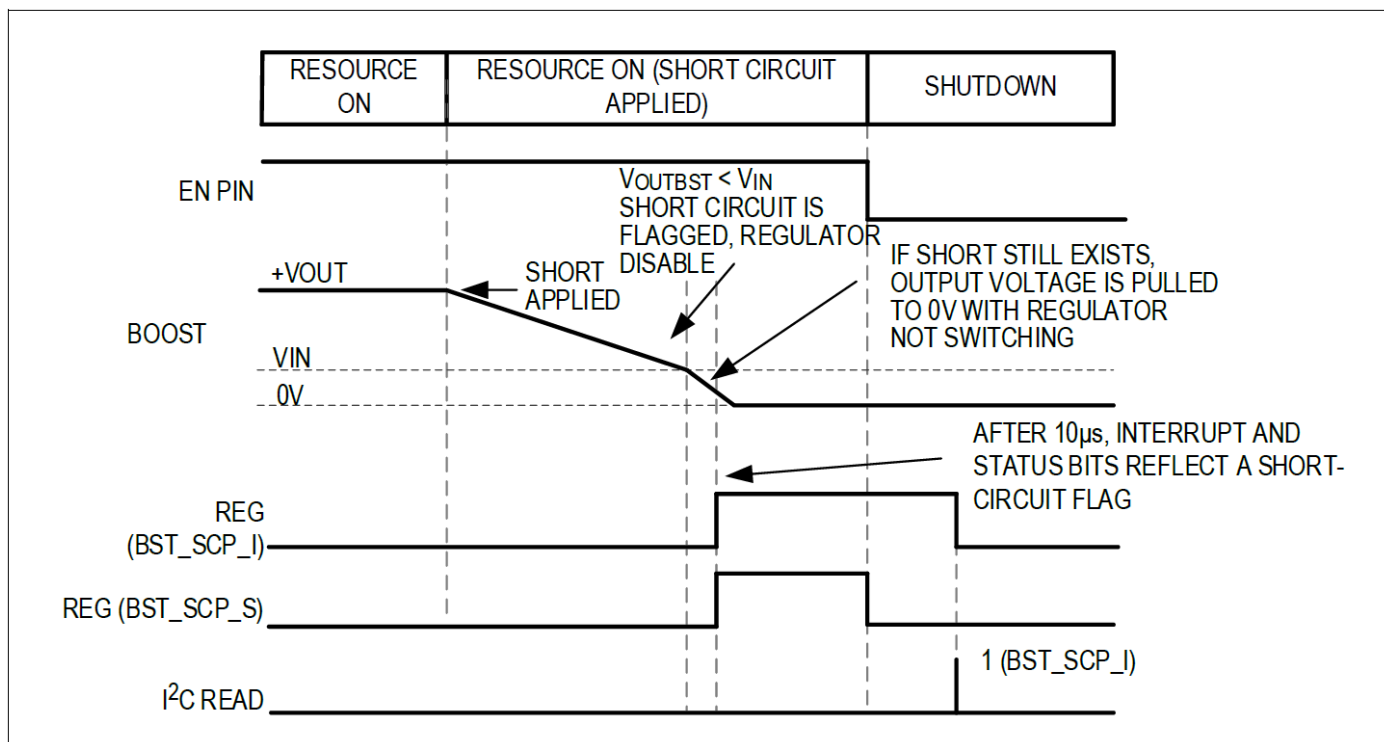 RESOURCE
ON
RESOURCE ON (SHORT CIRCUIT
APPLIED)
SHUTDOWN
EN PIN
VOUTBST < VIN
SHORT CIRCUIT IS
FLAGGED, REGULATOR
DISABLE
IF SHORT STILL EXISTS,
OUTPUT VOLTAGE IS PULLED
TO 0V WITH REGULATOR
NOT SWITCHING
+VOUT
SHORT
APPLIED
BOOST
VIN
0V
AFTER 10µs, INTERRUPT AND
STATUS BITS REFLECT A SHORT-
CIRCUIT FLAG
REG
(BST_SCP_I)
REG (BST_SCP_S)
1 (BST_SCP_I)
I²C READ